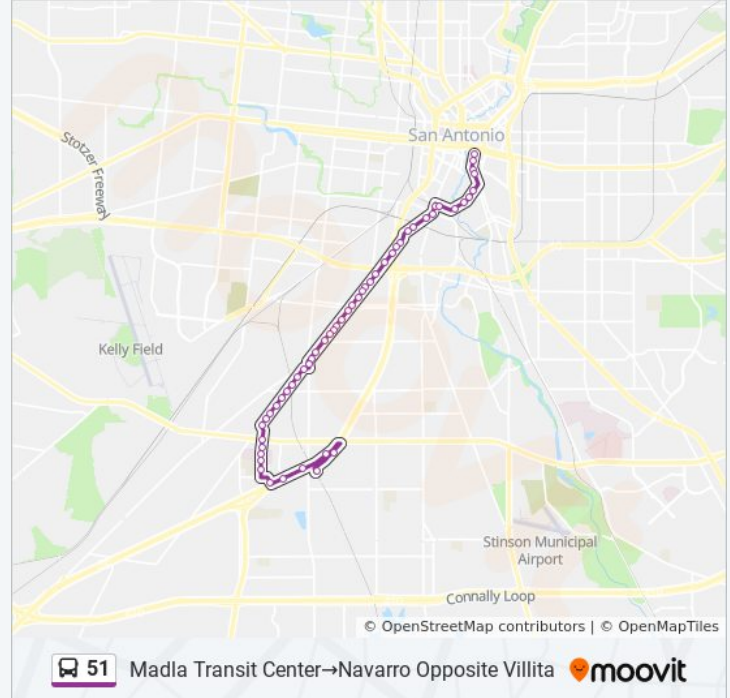 San Antonio
Stotzer Freeway
Kelly Field
Stinson Municipal
Airport
Connally Loop
© OpenStreetMap contributors | © OpenMapTiles
51 Madla Transit Center→Navarro Opposite Villita moovit